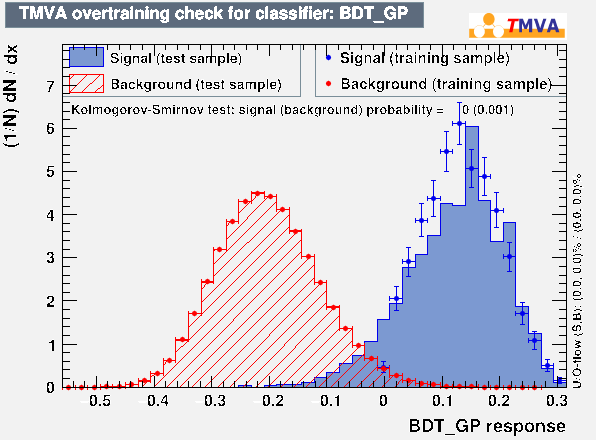 TMVA overtraining check for classifier: BDT_GP
TMVA
Signal (test sample)
Signal (training sample)
Background (test sample)
Background (training sample)
Kolmogorov-Smirnov test: signal (background) probability = 0 (0.001)
(1/N) dN / dx
7
6
5
4
3
2
1
0
−0.5 −0.4 −0.3 −0.2 −0.1 0 0.1 0.2 0.3
BDT_GP response
U/O-flow (S,B): (0.0, 0.0)% / (0.0, 0.0)%